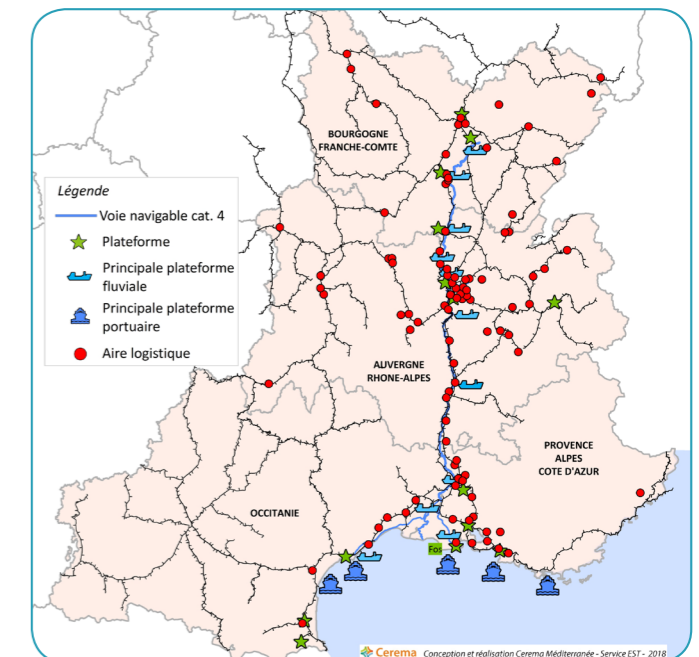 BOURGOGNE
FRANCHE-COMTE
Légende
Voie navigable cat. 4
Plateforme
Principale plateforme
fluviale
Principale plateforme
portuaire
Aire logistique
AUVERGNE
RHONE-ALPES
PROVENCE
ALPES
COTE D'AZUR
OCCITANIE
Fos
Cerema Conception et réalisation Cerema Méditerranée - Service EST - 2018